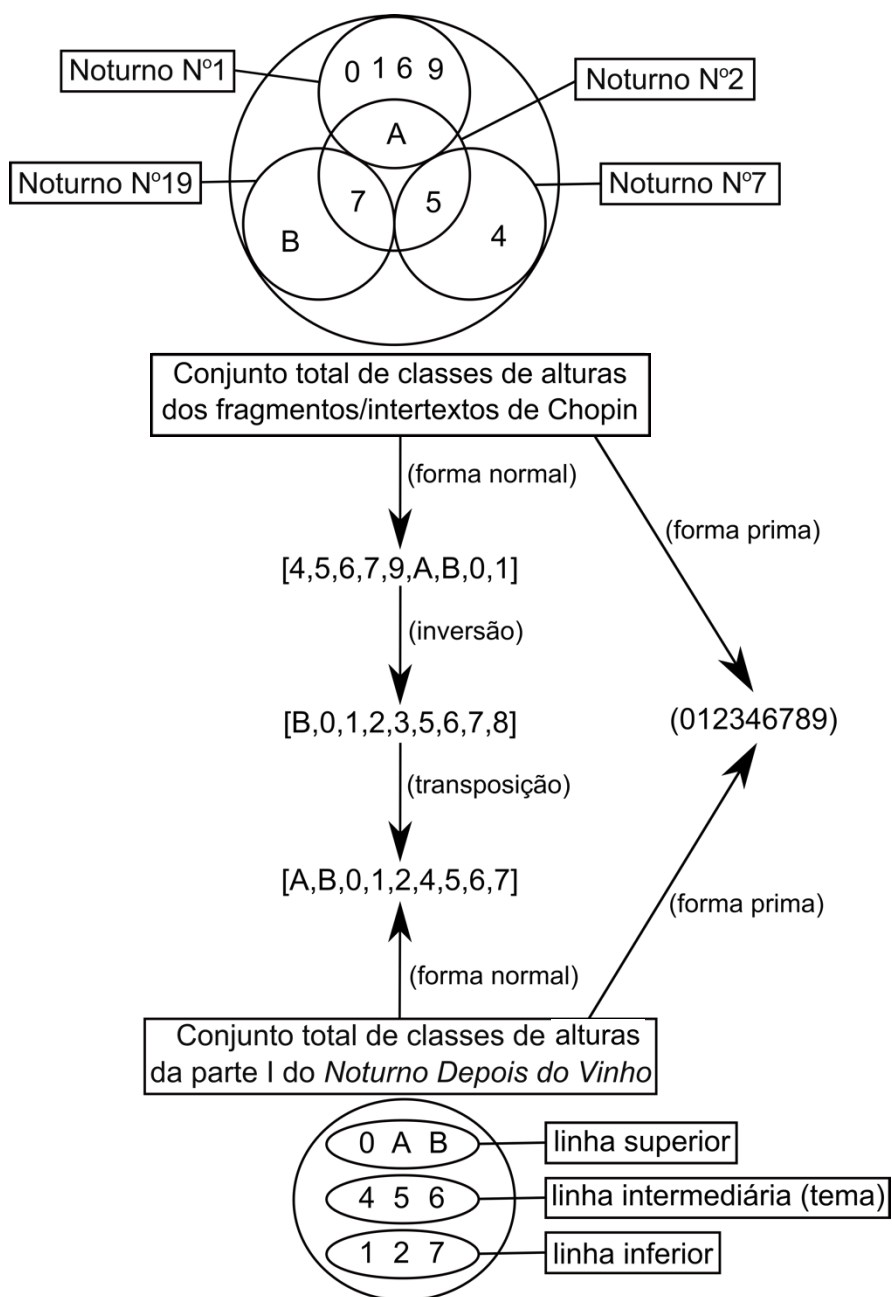 Noturno Nº1
0 1 6 9
Noturno Nº2
A
Noturno Nº19
7
5
Noturno Nº7
B
4
Conjunto total de classes de alturas
dos fragmentos/intertextos de Chopin
(forma normal)
(forma prima)
[4,5,6,7,9,A,B,0,1]
(inversão)
[B,0,1,2,3,5,6,7,8]
(012346789)
(transposição)
[A,B,0,1,2,4,5,6,7]
(forma prima)
(forma normal)
Conjunto total de classes de alturas
da parte I do Noturno Depois do Vinho
0 A B
linha superior
4 5 6
linha intermediária (tema)
1 2 7
linha inferior